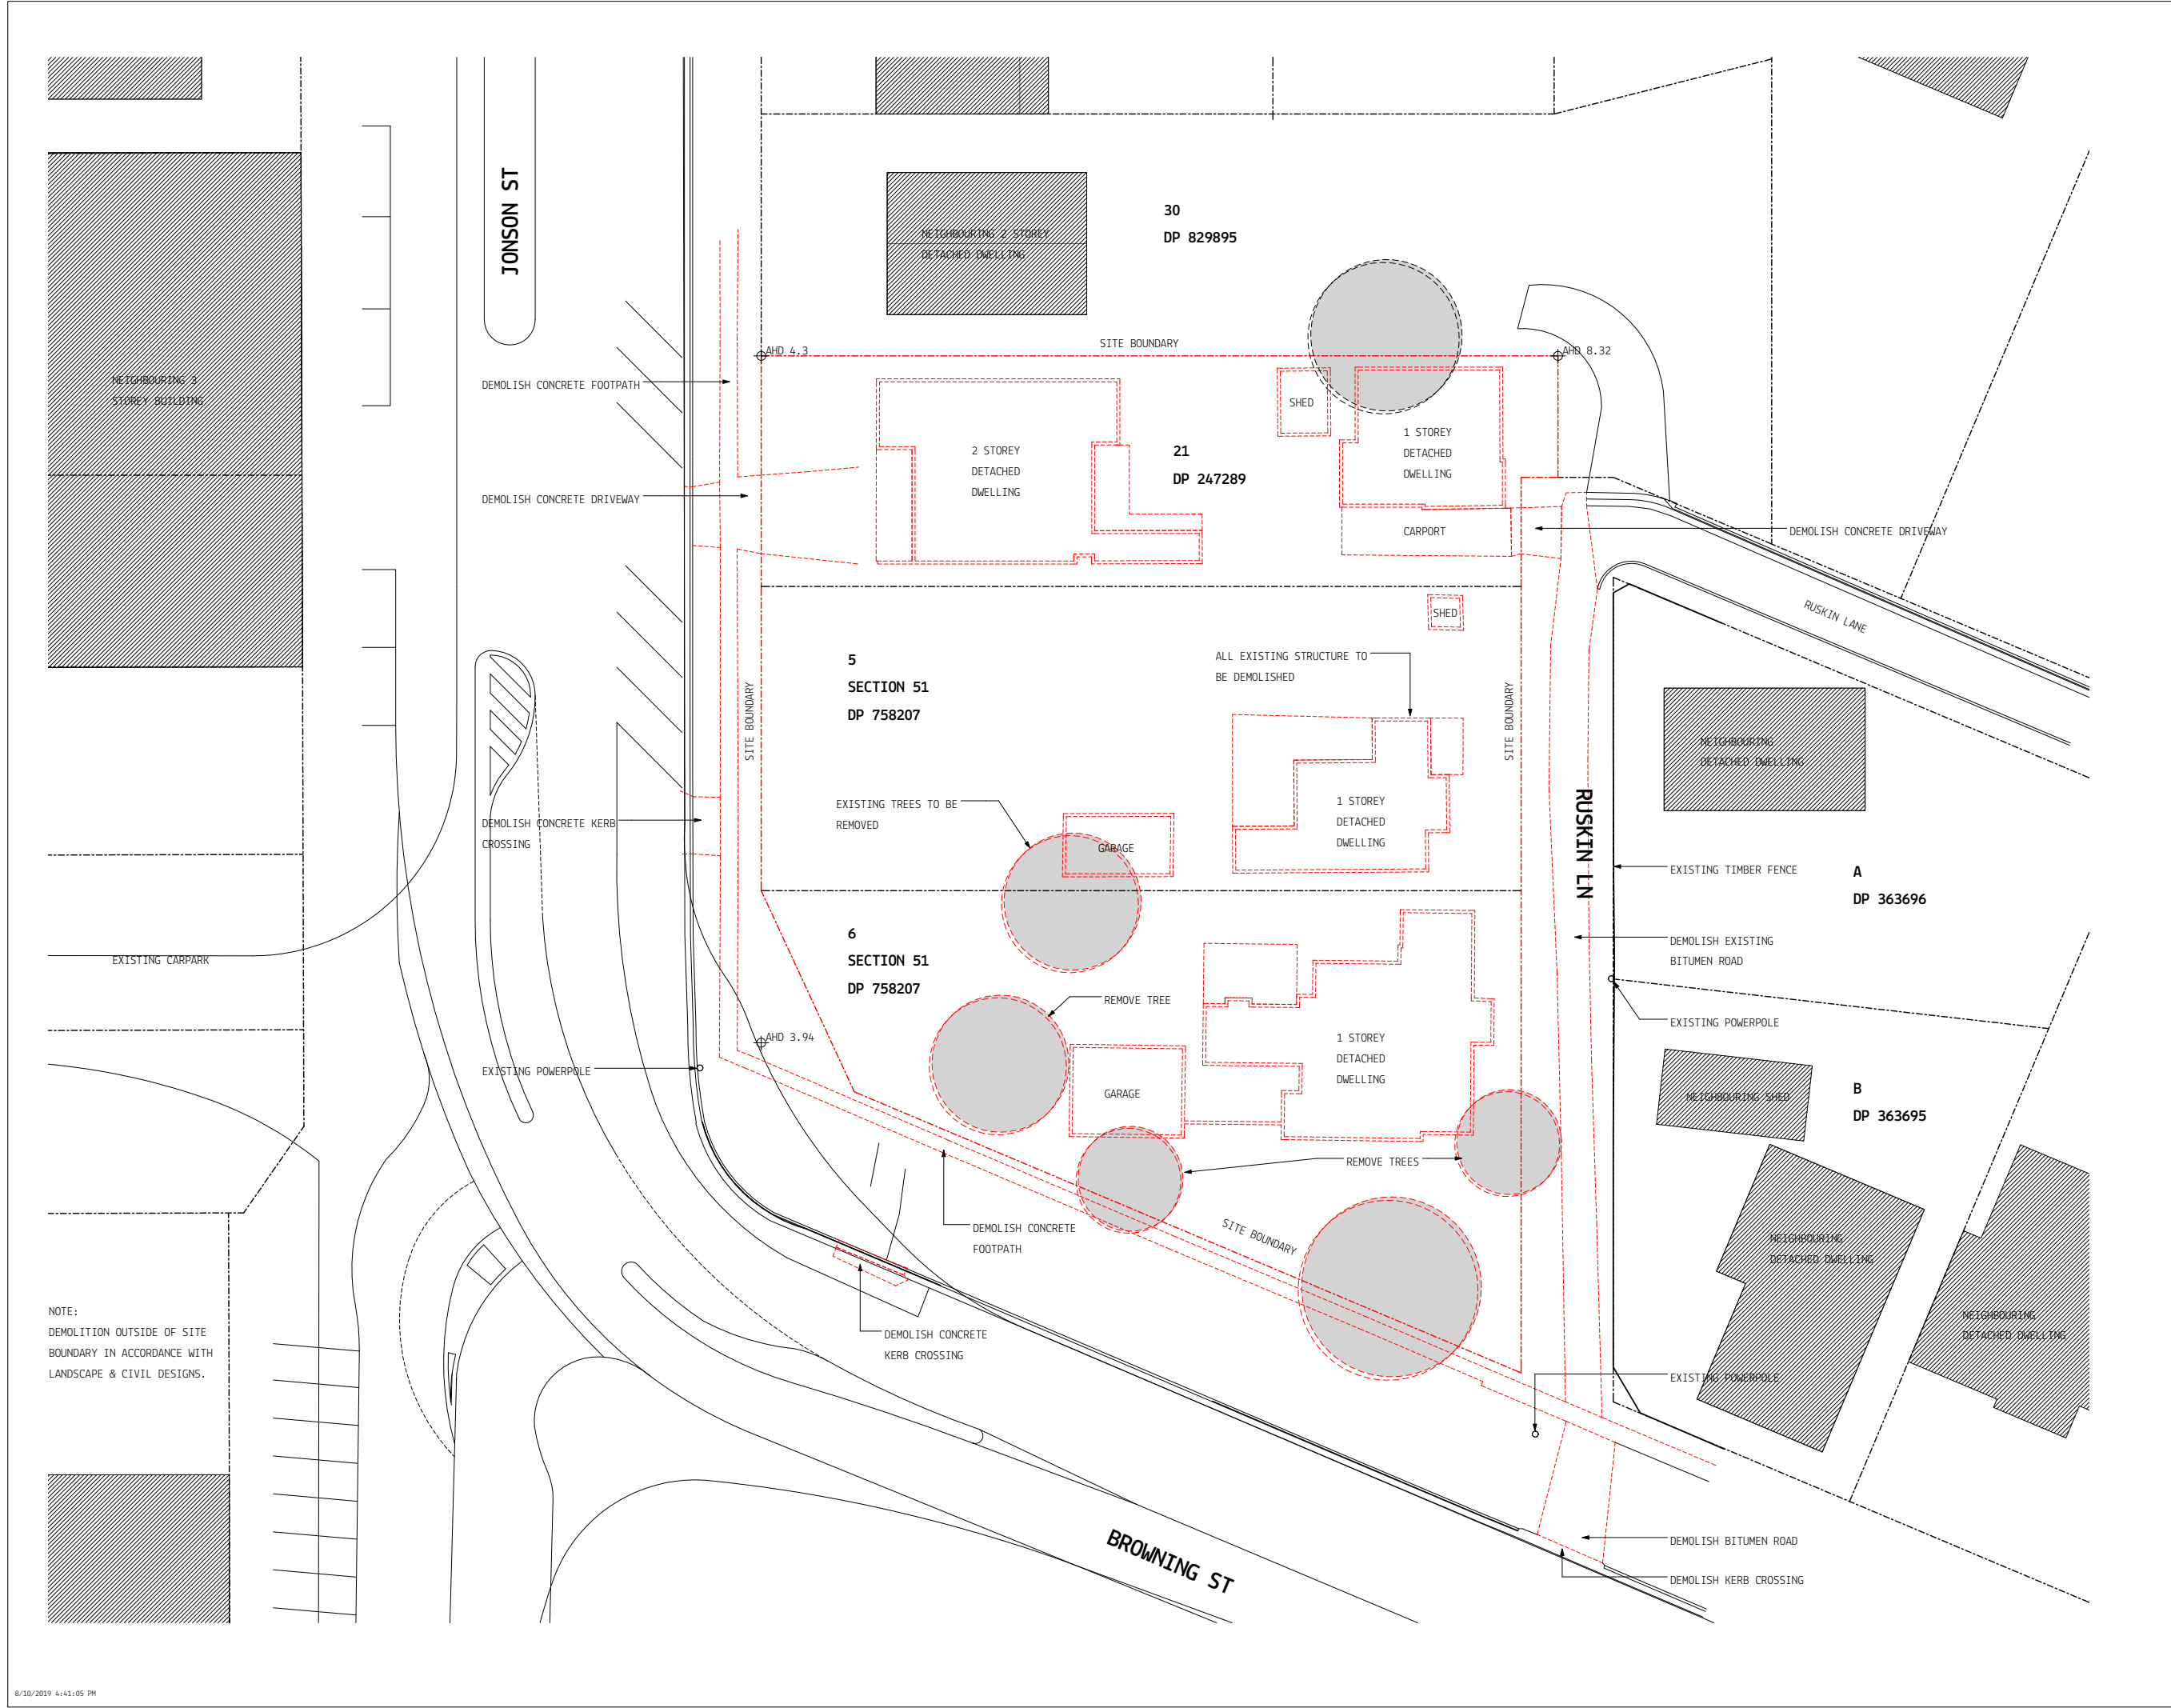 JONSON ST
30
DP 829895
NEIGHBOURING 2 STOREY
DETACHED DWELLING
SITE BOUNDARY
AHD 4.3
AHD 8.32
NEIGHBOURING 3
STOREY BUILDING
DEMOLISH CONCRETE FOOTPATH
SHED
2 STOREY
DETACHED
DWELLING
21
DP 247289
1 STOREY
DETACHED
DWELLING
DEMOLISH CONCRETE DRIVEWAY
CARPORT
DEMOLISH CONCRETE DRIVEWAY
SHED
RUSKIN LANE
5
SECTION 51
DP 758207
ALL EXISTING STRUCTURE TO
BE DEMOLISHED
SITE BOUNDARY
SITE BOUNDARY
NEIGHBOURING
DETACHED DWELLING
EXISTING TREES TO BE
REMOVED
1 STOREY
DETACHED
DWELLING
DEMOLISH CONCRETE KERB
CROSSING
GARAGE
RUSKIN LN
EXISTING TIMBER FENCE
A
DP 363696
6
SECTION 51
DP 758207
DEMOLISH EXISTING
BITUMEN ROAD
EXISTING CARPARK
REMOVE TREE
EXISTING POWERPOLE
AHD 3.94
1 STOREY
DETACHED
DWELLING
EXISTING POWERPOLE
GARAGE
NEIGHBOURING SHED
B
DP 363695
REMOVE TREES
DEMOLISH CONCRETE
FOOTPATH
SITE BOUNDARY
NEIGHBOURING
DETACHED DWELLING
NOTE:
DEMOLITION OUTSIDE OF SITE
BOUNDARY IN ACCORDANCE WITH
LANDSCAPE & CIVIL DESIGNS.
NEIGHBOURING
DETACHED DWELLING
DEMOLISH CONCRETE
KERB CROSSING
EXISTING POWERPOLE
BROWNING ST
DEMOLISH BITUMEN ROAD
DEMOLISH KERB CROSSING
8/10/2019 4:41:05 PM